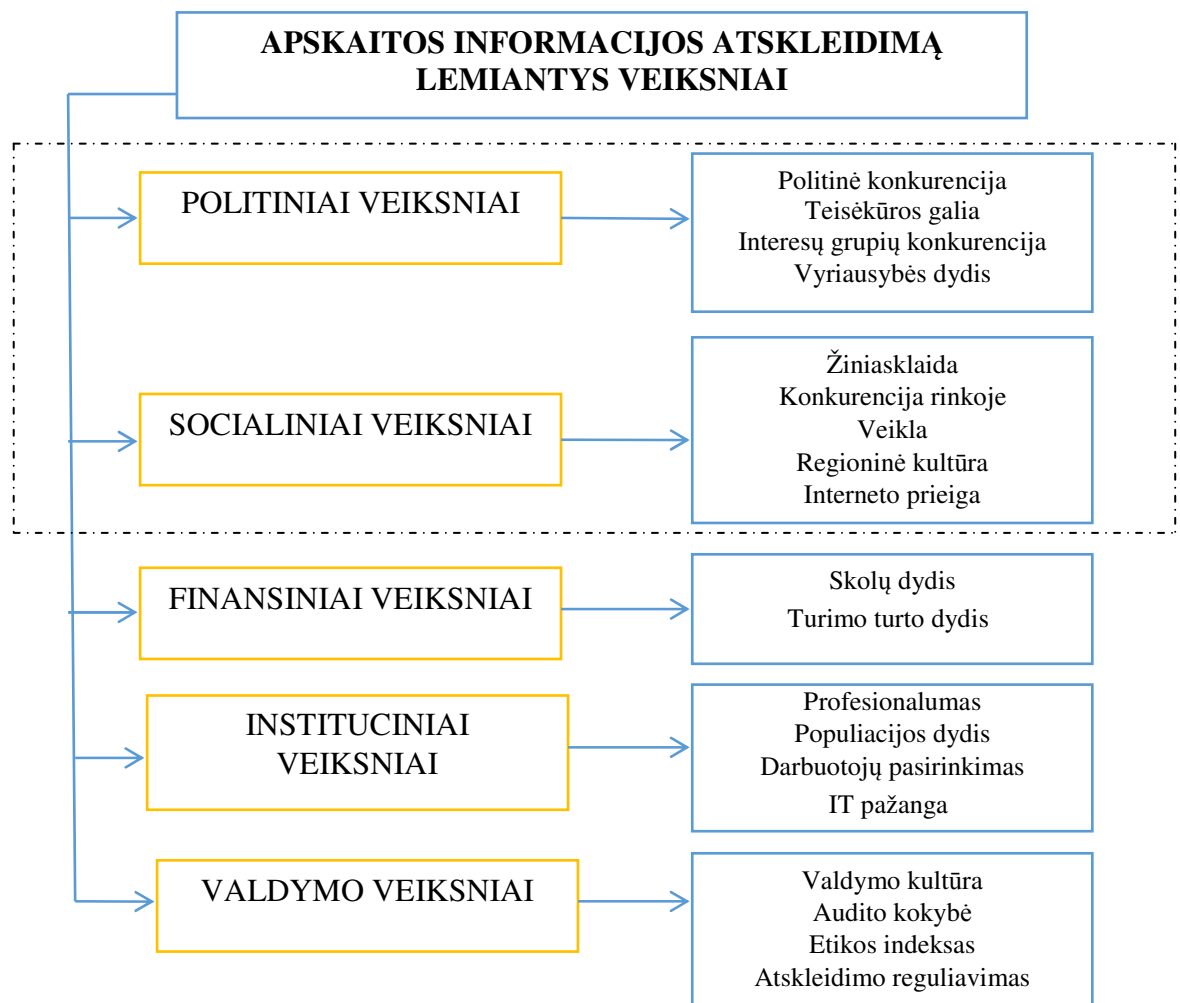 APSKAITOS INFORMACIJOS ATSKLEIDIMĄ
LEMIANTYS VEIKSNIAI
POLITINIAI VEIKSNIAI
Politinė konkurencija
Teisėkūros galia
Interesų grupių konkurencija
Vyriausybės dydis
SOCIALINIAI VEIKSNIAI
Žiniasklaida
Konkurencija rinkoje
Veikla
Regioninė kultūra
Interneto prieiga
FINANSINIAI VEIKSNIAI
Skolų dydis
Turimo turto dydis
INSTITUCINIAI
VEIKSNIAI
Profesionalumas
Populiacijos dydis
Darbuotojų pasirinkimas
IT pažanga
VALDYMO VEIKSNIAI
Valdymo kultūra
Audito kokybė
Etikos indeksas
Atskleidimo reguliavimas